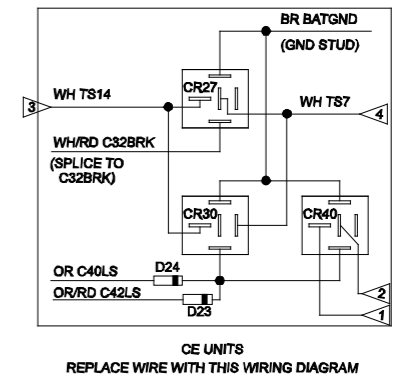 BR BATGND
(GND STUD)
CR27
3
WH TS14
WH TS7
4
WH/RD C32BRK
(SPLICE TO
C32BRK)
CR30
CR40
OR C40LS
D24
2
OR/RD C42LS
D23
1
CE UNITS
REPLACE WIRE WITH THIS WIRING DIAGRAM